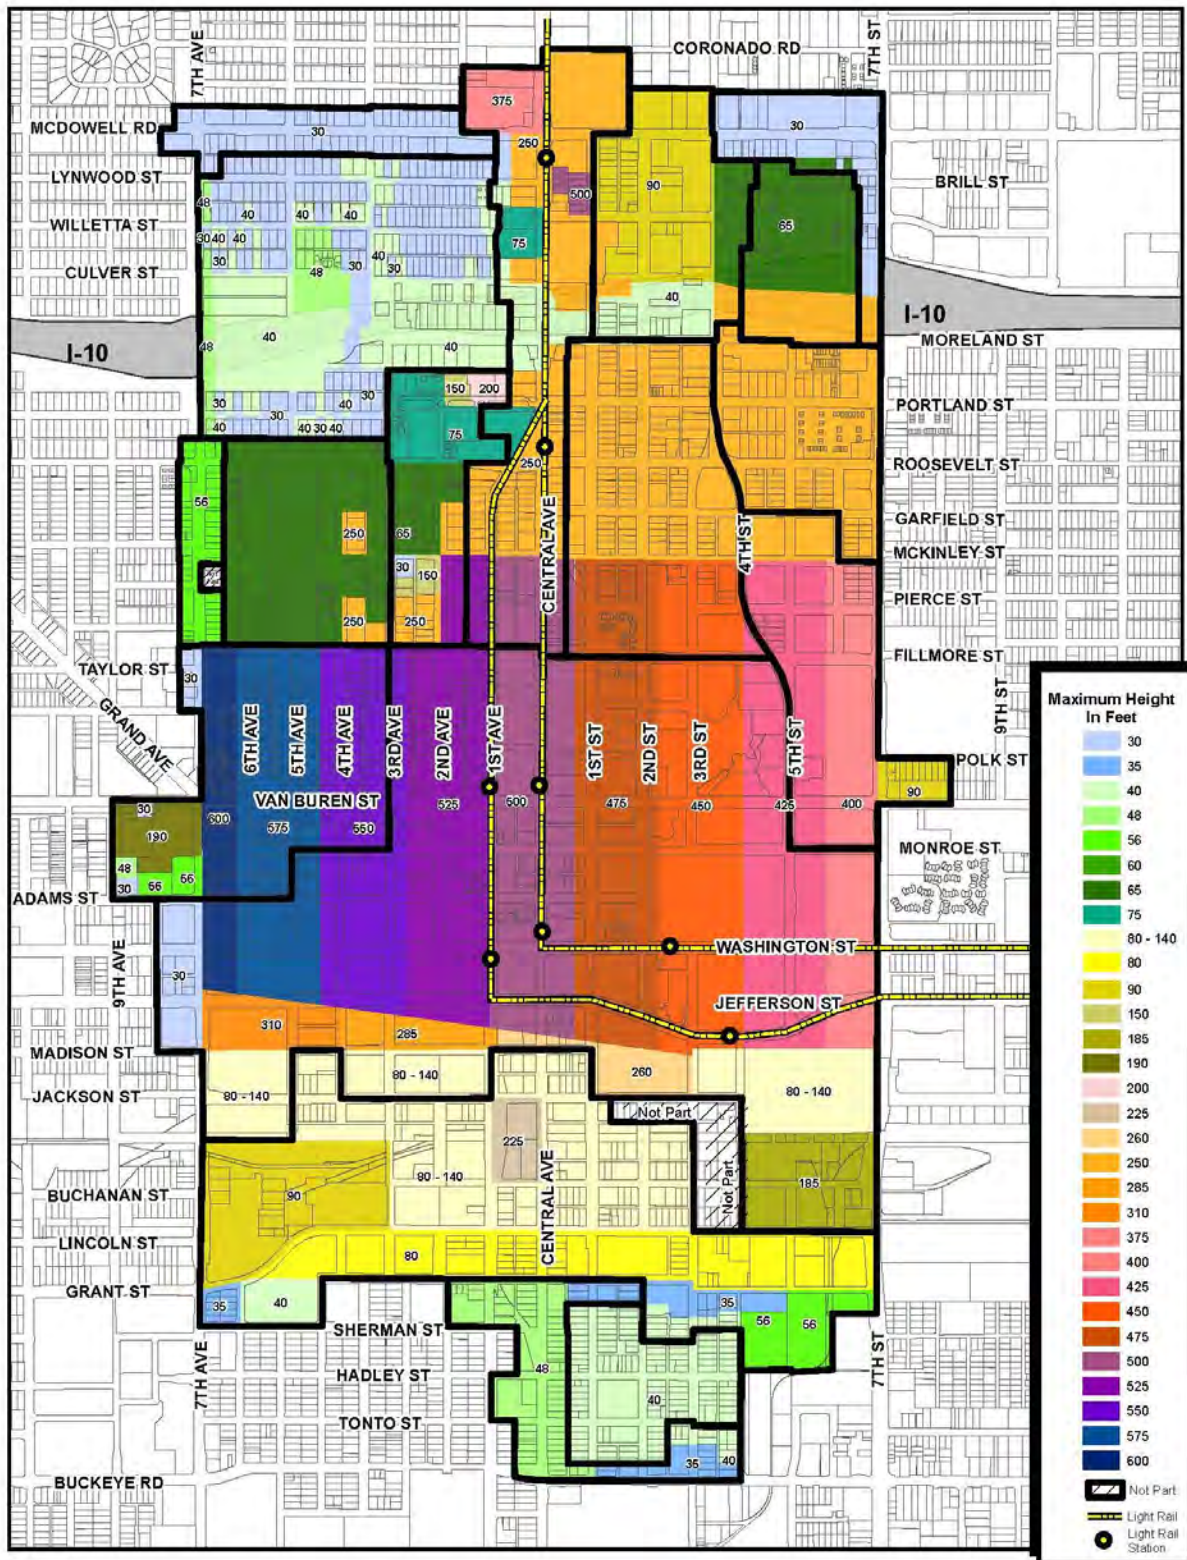 7TH AVE
CORONADO RD
7TH ST
375
MCDOWELL RD
30
250
30
LYNWOOD ST
500
90
BRILL ST
48
40
40
40
WILLETTA ST
65
30 40 40
40
75
CULVER ST
30
48
30
30
40
I-10
I-10
40
48
40
MORELAND ST
150
200
30
30
30
40
PORTLAND ST
40
40 30 40
75
250
ROOSEVELT ST
56
CENTRAL AVE
4TH ST
GARFIELD ST
250
65
MCKINLEY ST
30
150
PIERCE ST
250
250
FILLMORE ST
TAYLOR ST
30
GRAND AVE
6TH AVE
5TH AVE
4TH AVE
3RD AVE
2ND AVE
1ST AVE
1ST ST
2ND ST
3RD ST
5TH ST
9TH ST
POLK ST
90
VAN BUREN ST
30
600
575
550
525
500
475
450
425
400
190
MONROE ST
48
30
56
56
ADAMS ST
9TH AVE
WASHINGTON ST
30
JEFFERSON ST
310
285
MADISON ST
80 - 140
80 - 140
260
80 - 140
JACKSON ST
Not Part
225
CENTRAL AVE
80 - 140
Not Part
185
BUCHANAN ST
90
LINCOLN ST
80
GRANT ST
35
40
35
56
56
SHERMAN ST
7TH AVE
7TH ST
48
HADLEY ST
40
TONTO ST
35
40
BUCKEYE RD
Maximum Height
In Feet
30
35
40
48
56
60
65
75
80 - 140
80
90
150
185
190
200
225
260
250
285
310
375
400
425
450
475
500
525
550
575
600
Not Part
Light Rail
Light Rail
Station